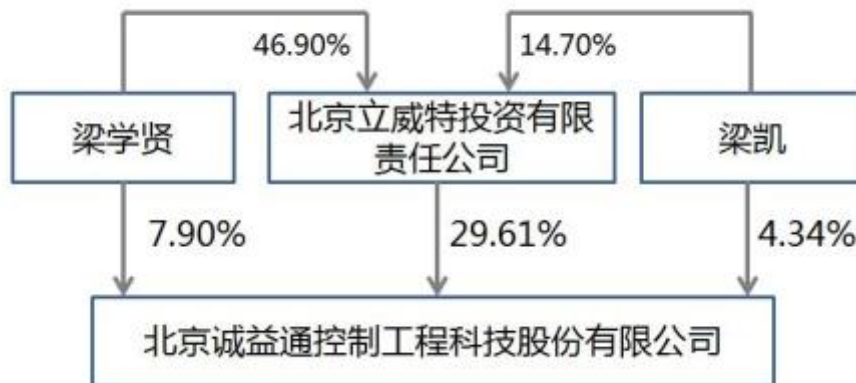 46.90%
14.70%
梁学贤
北京立威特投资有限
责任公司
梁凯
7.90%
29.61%
4.34%
北京诚益通控制工程科技股份有限公司